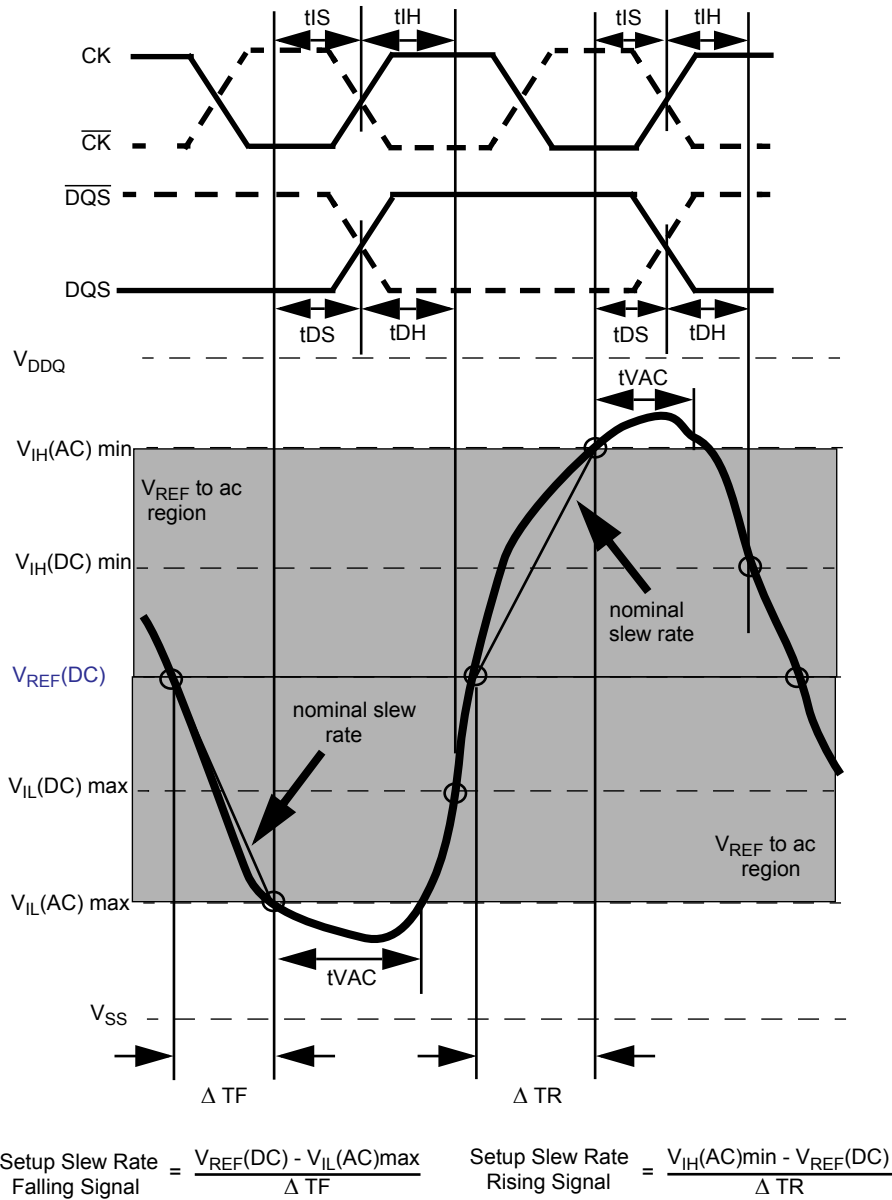 tIS tIH tIS tIH
CK
CK
DQS
DQS
tDS tDH tDS tDH
VDDQ
tVAC
VIH(AC) min
VREF to ac
region
VIH(DC) min
nominal
slew rate
VREF(DC)
nominal slew
rate
VIL(DC) max
VREF to ac
region
VIL(AC) max
tVAC
VSS
Δ TF Δ TR
Setup Slew Rate
Falling Signal
=
VREF(DC) - VIL(AC)max
Δ TF
Setup Slew Rate
Rising Signal
=
VIH(AC)min - VREF(DC)
Δ TR